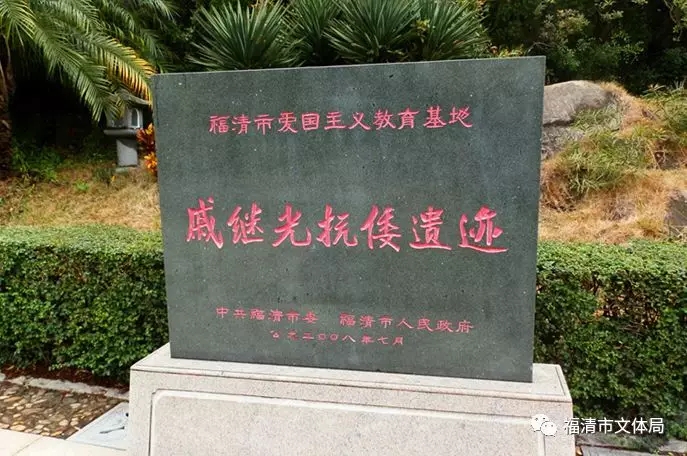 福清市爱国主义教育基地
戚继光抗倭遗迹
中共福清市委 福清市人民政府
公元二〇〇八年七月
福清市文体局